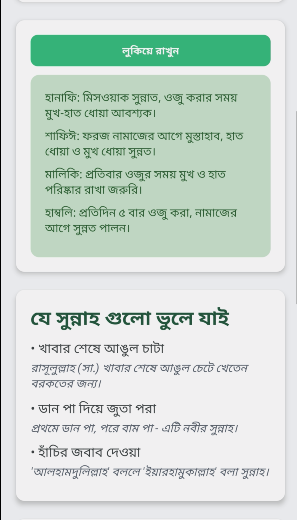 লুকিয়ে রাখুন
হানাফি: মিসওয়াক সুন্নাত, ওজু করার সময়
মুখ-হাত ধোয়া আবশ্যক।
শাফিঈ: ফরজ নামাজের আগে মুস্তাহাব, হাত
ধোয়া ও মুখ ধোয়া সুন্নত।
মালিকি: প্রতিবার ওজুর সময় মুখ ও হাত
পরিষ্কার রাখা জরুরি।
হাম্বলি: প্রতিদিন ৫ বার ওজু করা, নামাজের
আগে সুন্নত পালন।
যে সুন্নাহ গুলো ভুলে যাই
• খাবার শেষে আঙুল চাটা
রাসূলুল্লাহ (সা.) খাবার শেষে আঙুল চেটে খেতেন
বরকতের জন্য।
• ডান পা দিয়ে জুতা পরা
প্রথমে ডান পা, পরে বাম পা - এটি নবীর সুন্নাহ।
• হাঁচির জবাব দেওয়া
'আলহামদুলিল্লাহ' বললে 'ইয়ারহামুকাল্লাহ' বলা সুন্নাহ।